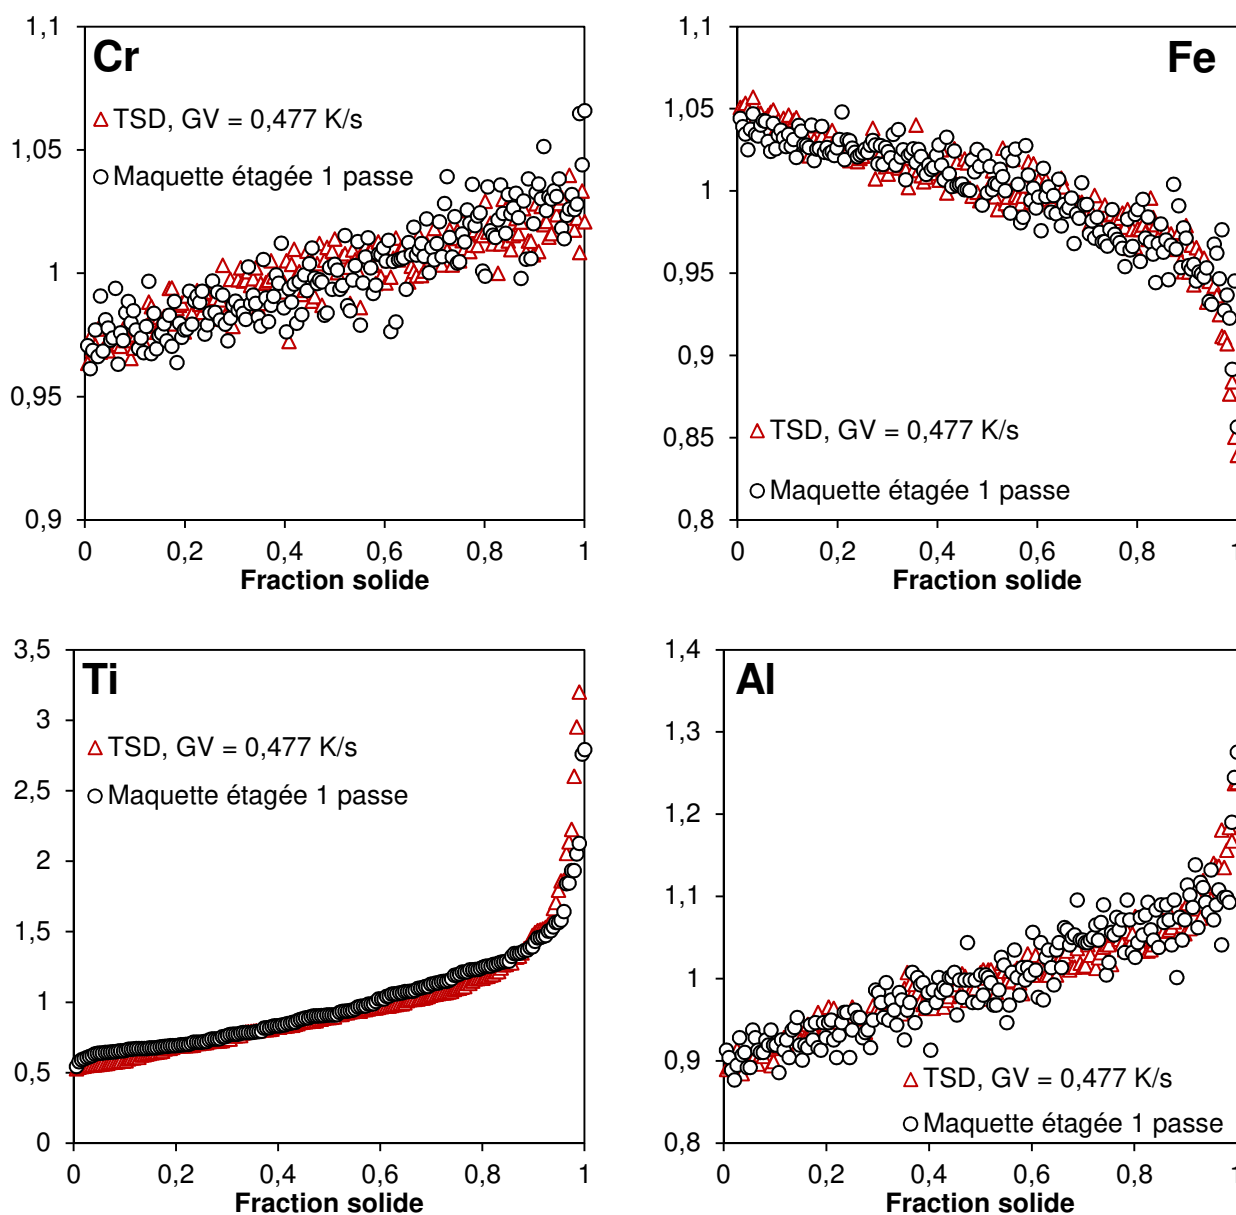 Cr
TSD, GV = 0,477 K/s
Maquette étagée 1 passe
1,1
1,05
1
0,95
0,9
0 0,2 0,4 0,6 0,8 1
Fraction solide
Fe
TSD, GV = 0,477 K/s
Maquette étagée 1 passe
1,1
1,05
1
0,95
0,9
0,85
0,8
0 0,2 0,4 0,6 0,8 1
Fraction solide
Ti
TSD, GV = 0,477 K/s
Maquette étagée 1 passe
3,5
3
2,5
2
1,5
1
0,5
0
0 0,2 0,4 0,6 0,8 1
Fraction solide
Al
TSD, GV = 0,477 K/s
Maquette étagée 1 passe
1,4
1,3
1,2
1,1
1
0,9
0,8
0 0,2 0,4 0,6 0,8 1
Fraction solide